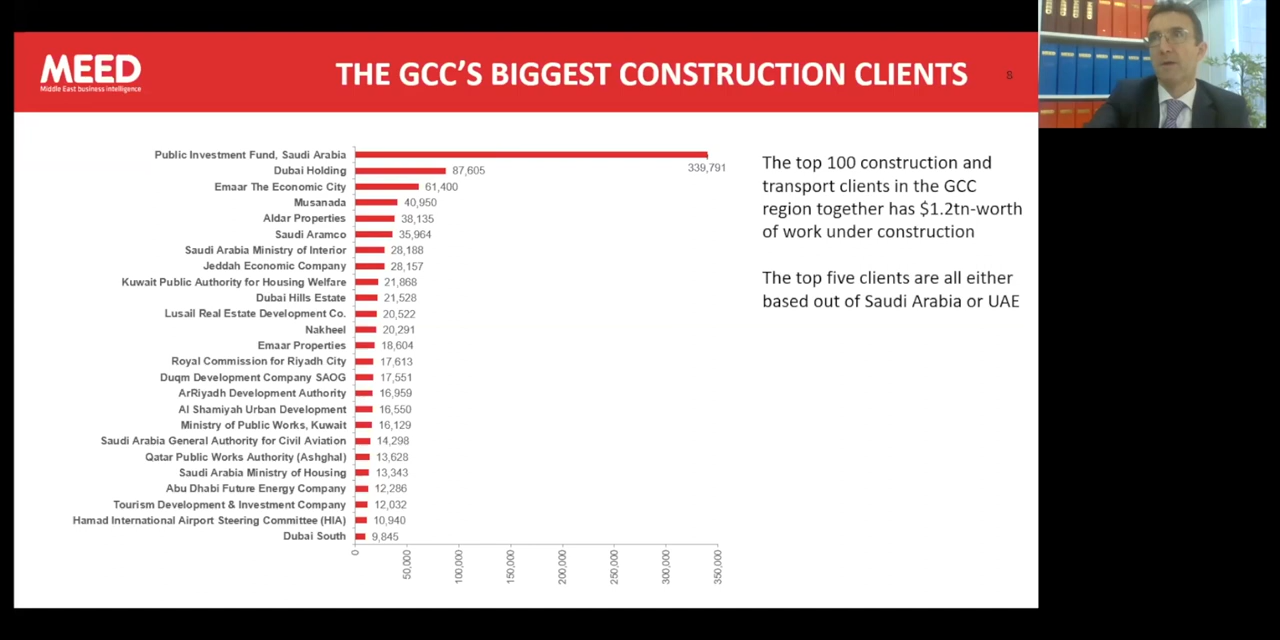 MEED
Middle East business intelligence
THE GCC'S BIGGEST CONSTRUCTION CLIENTS
8
Public Investment Fund, Saudi Arabia 339,791
Dubai Holding 87,605
Emaar The Economic City 61,400
Musanada 40,950
Aldar Properties 38,135
Saudi Aramco 35,964
Saudi Arabia Ministry of Interior 28,188
Jeddah Economic Company 28,157
Kuwait Public Authority for Housing Welfare 21,868
Dubai Hills Estate 21,528
Lusail Real Estate Development Co. 20,522
Nakheel 20,291
Emaar Properties 18,604
Royal Commission for Riyadh City 17,613
Duqm Development Company SAOG 17,551
ArRiyadh Development Authority 16,959
Al Shamiyah Urban Development 16,550
Ministry of Public Works, Kuwait 16,129
Saudi Arabia General Authority for Civil Aviation 14,298
Qatar Public Works Authority (Ashghal) 13,628
Saudi Arabia Ministry of Housing 13,343
Abu Dhabi Future Energy Company 12,286
Tourism Development & Investment Company 12,032
Hamad International Airport Steering Committee (HIA) 10,940
Dubai South 9,845
0 50,000 100,000 150,000 200,000 250,000 300,000 350,000
The top 100 construction and
transport clients in the GCC
region together has $1.2tn-worth
of work under construction
The top five clients are all either
based out of Saudi Arabia or UAE